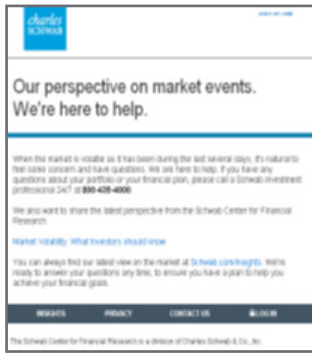 charles
SCHWAB
Our perspective on market events.
We're here to help.
When the market is volatile as it has been during the last several days, it's natural to
feel some concern and have questions. We are here to help. If you have any
questions about your portfolio or your financial plan, please call a Schwab investment
professional 24/7 at 800-435-4000.
We also want to share the latest perspective from the Schwab Center for Financial
Research:
Market Volatility: What investors should know
You can always find our latest view on the market at Schwab.com/insights. We're
ready to answer your questions any time, to ensure you have a plan to help you
achieve your financial goals.
INSIGHTS PRIVACY CONTACT US LOG IN
The Schwab Center for Financial Research is a division of Charles Schwab & Co., Inc.